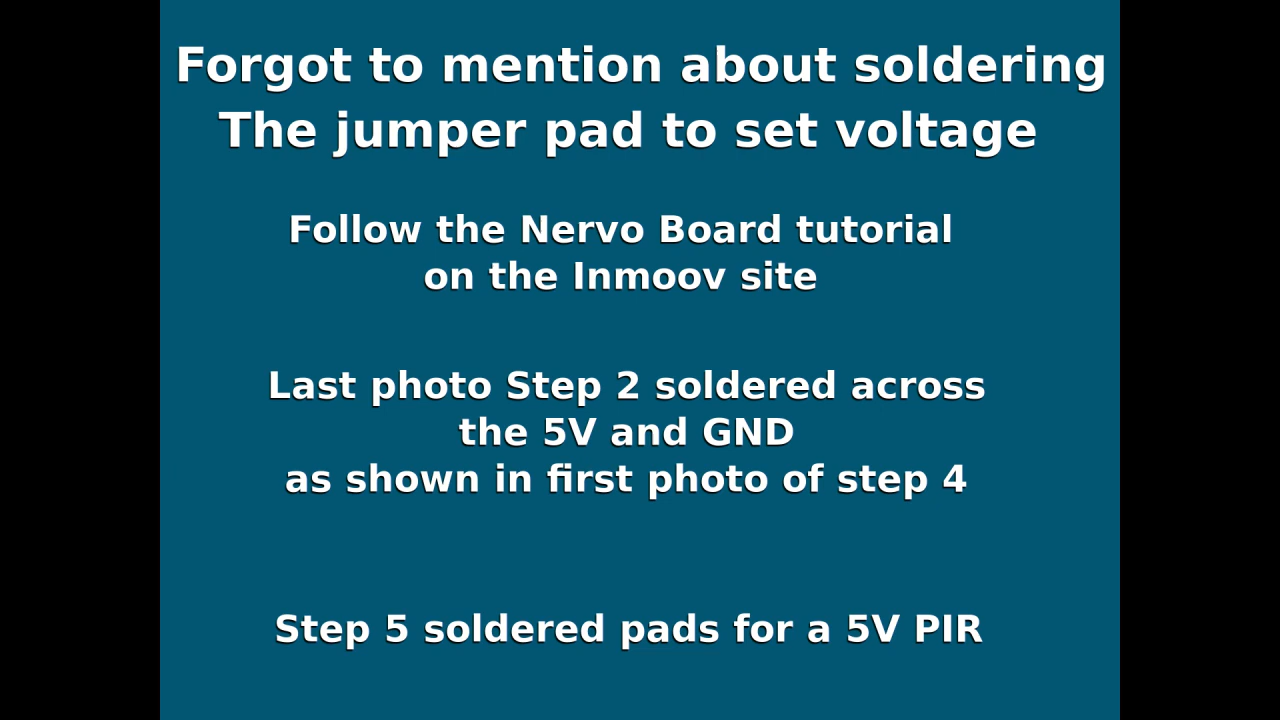 Forgot to mention about soldering
The jumper pad to set voltage
Follow the Nervo Board tutorial
on the Inmoov site
Last photo Step 2 soldered across
the 5V and GND
as shown in first photo of step 4
Step 5 soldered pads for a 5V PIR